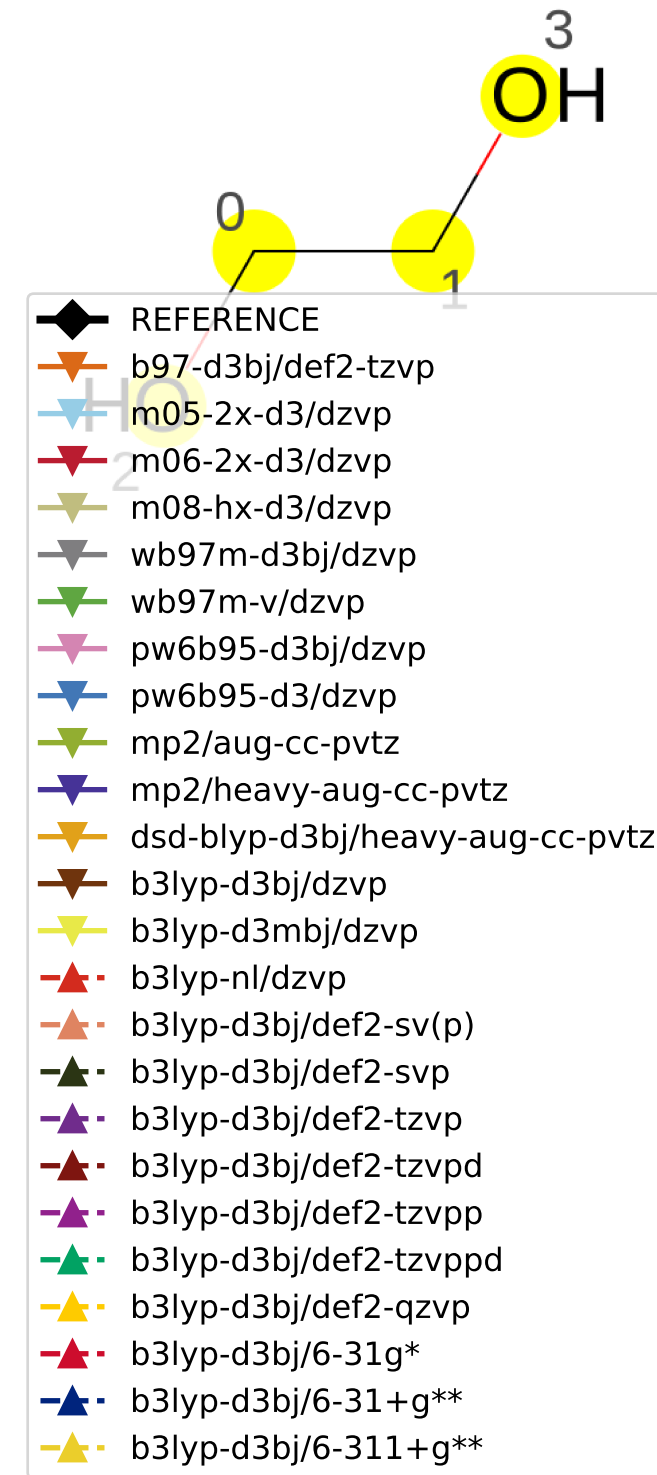 3
OH
0
1
REFERENCE
b97-d3bj/def2-tzvp
HO
m05-2x-d3/dzvp
m06-2x-d3/dzvp
2
m08-hx-d3/dzvp
wb97m-d3bj/dzvp
wb97m-v/dzvp
pw6b95-d3bj/dzvp
pw6b95-d3/dzvp
mp2/aug-cc-pvtz
mp2/heavy-aug-cc-pvtz
dsd-blyp-d3bj/heavy-aug-cc-pvtz
b3lyp-d3bj/dzvp
b3lyp-d3mbj/dzvp
b3lyp-nl/dzvp
b3lyp-d3bj/def2-sv(p)
b3lyp-d3bj/def2-svp
b3lyp-d3bj/def2-tzvp
b3lyp-d3bj/def2-tzvpd
b3lyp-d3bj/def2-tzvpp
b3lyp-d3bj/def2-tzvppd
b3lyp-d3bj/def2-qzvp
b3lyp-d3bj/6-31g*
b3lyp-d3bj/6-31+g**
b3lyp-d3bj/6-311+g**